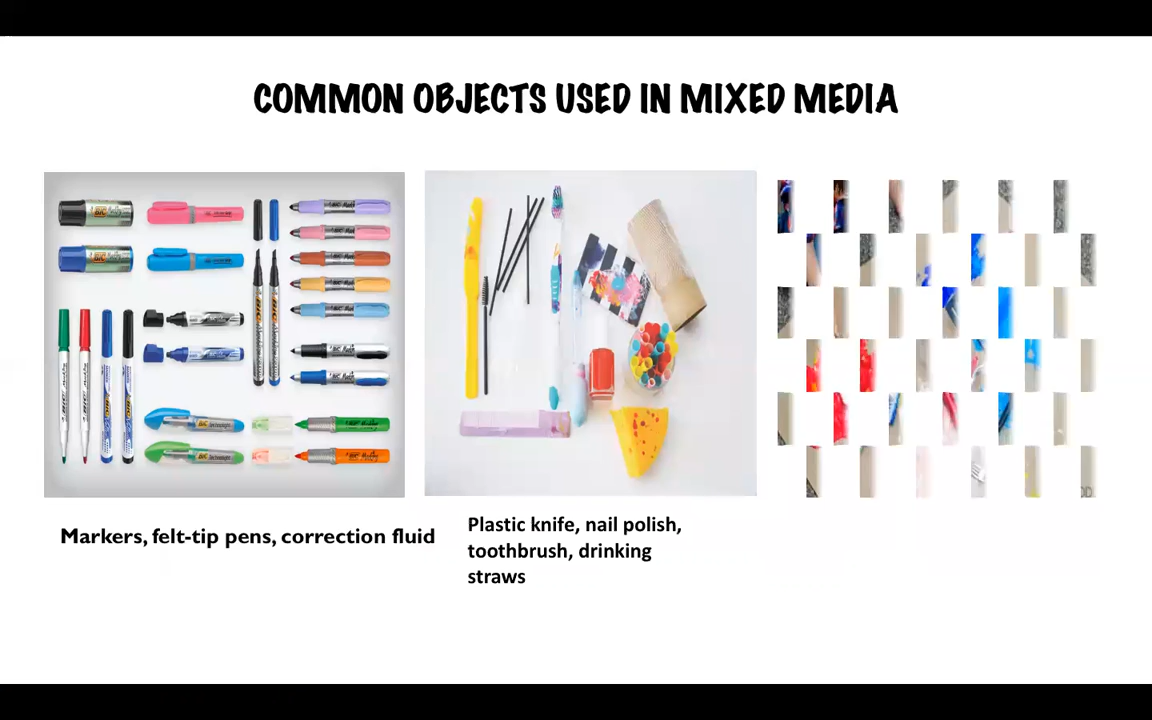 COMMON OBJECTS USED IN MIXED MEDIA
Markers, felt-tip pens, correction fluid
Plastic knife, nail polish,
toothbrush, drinking
straws